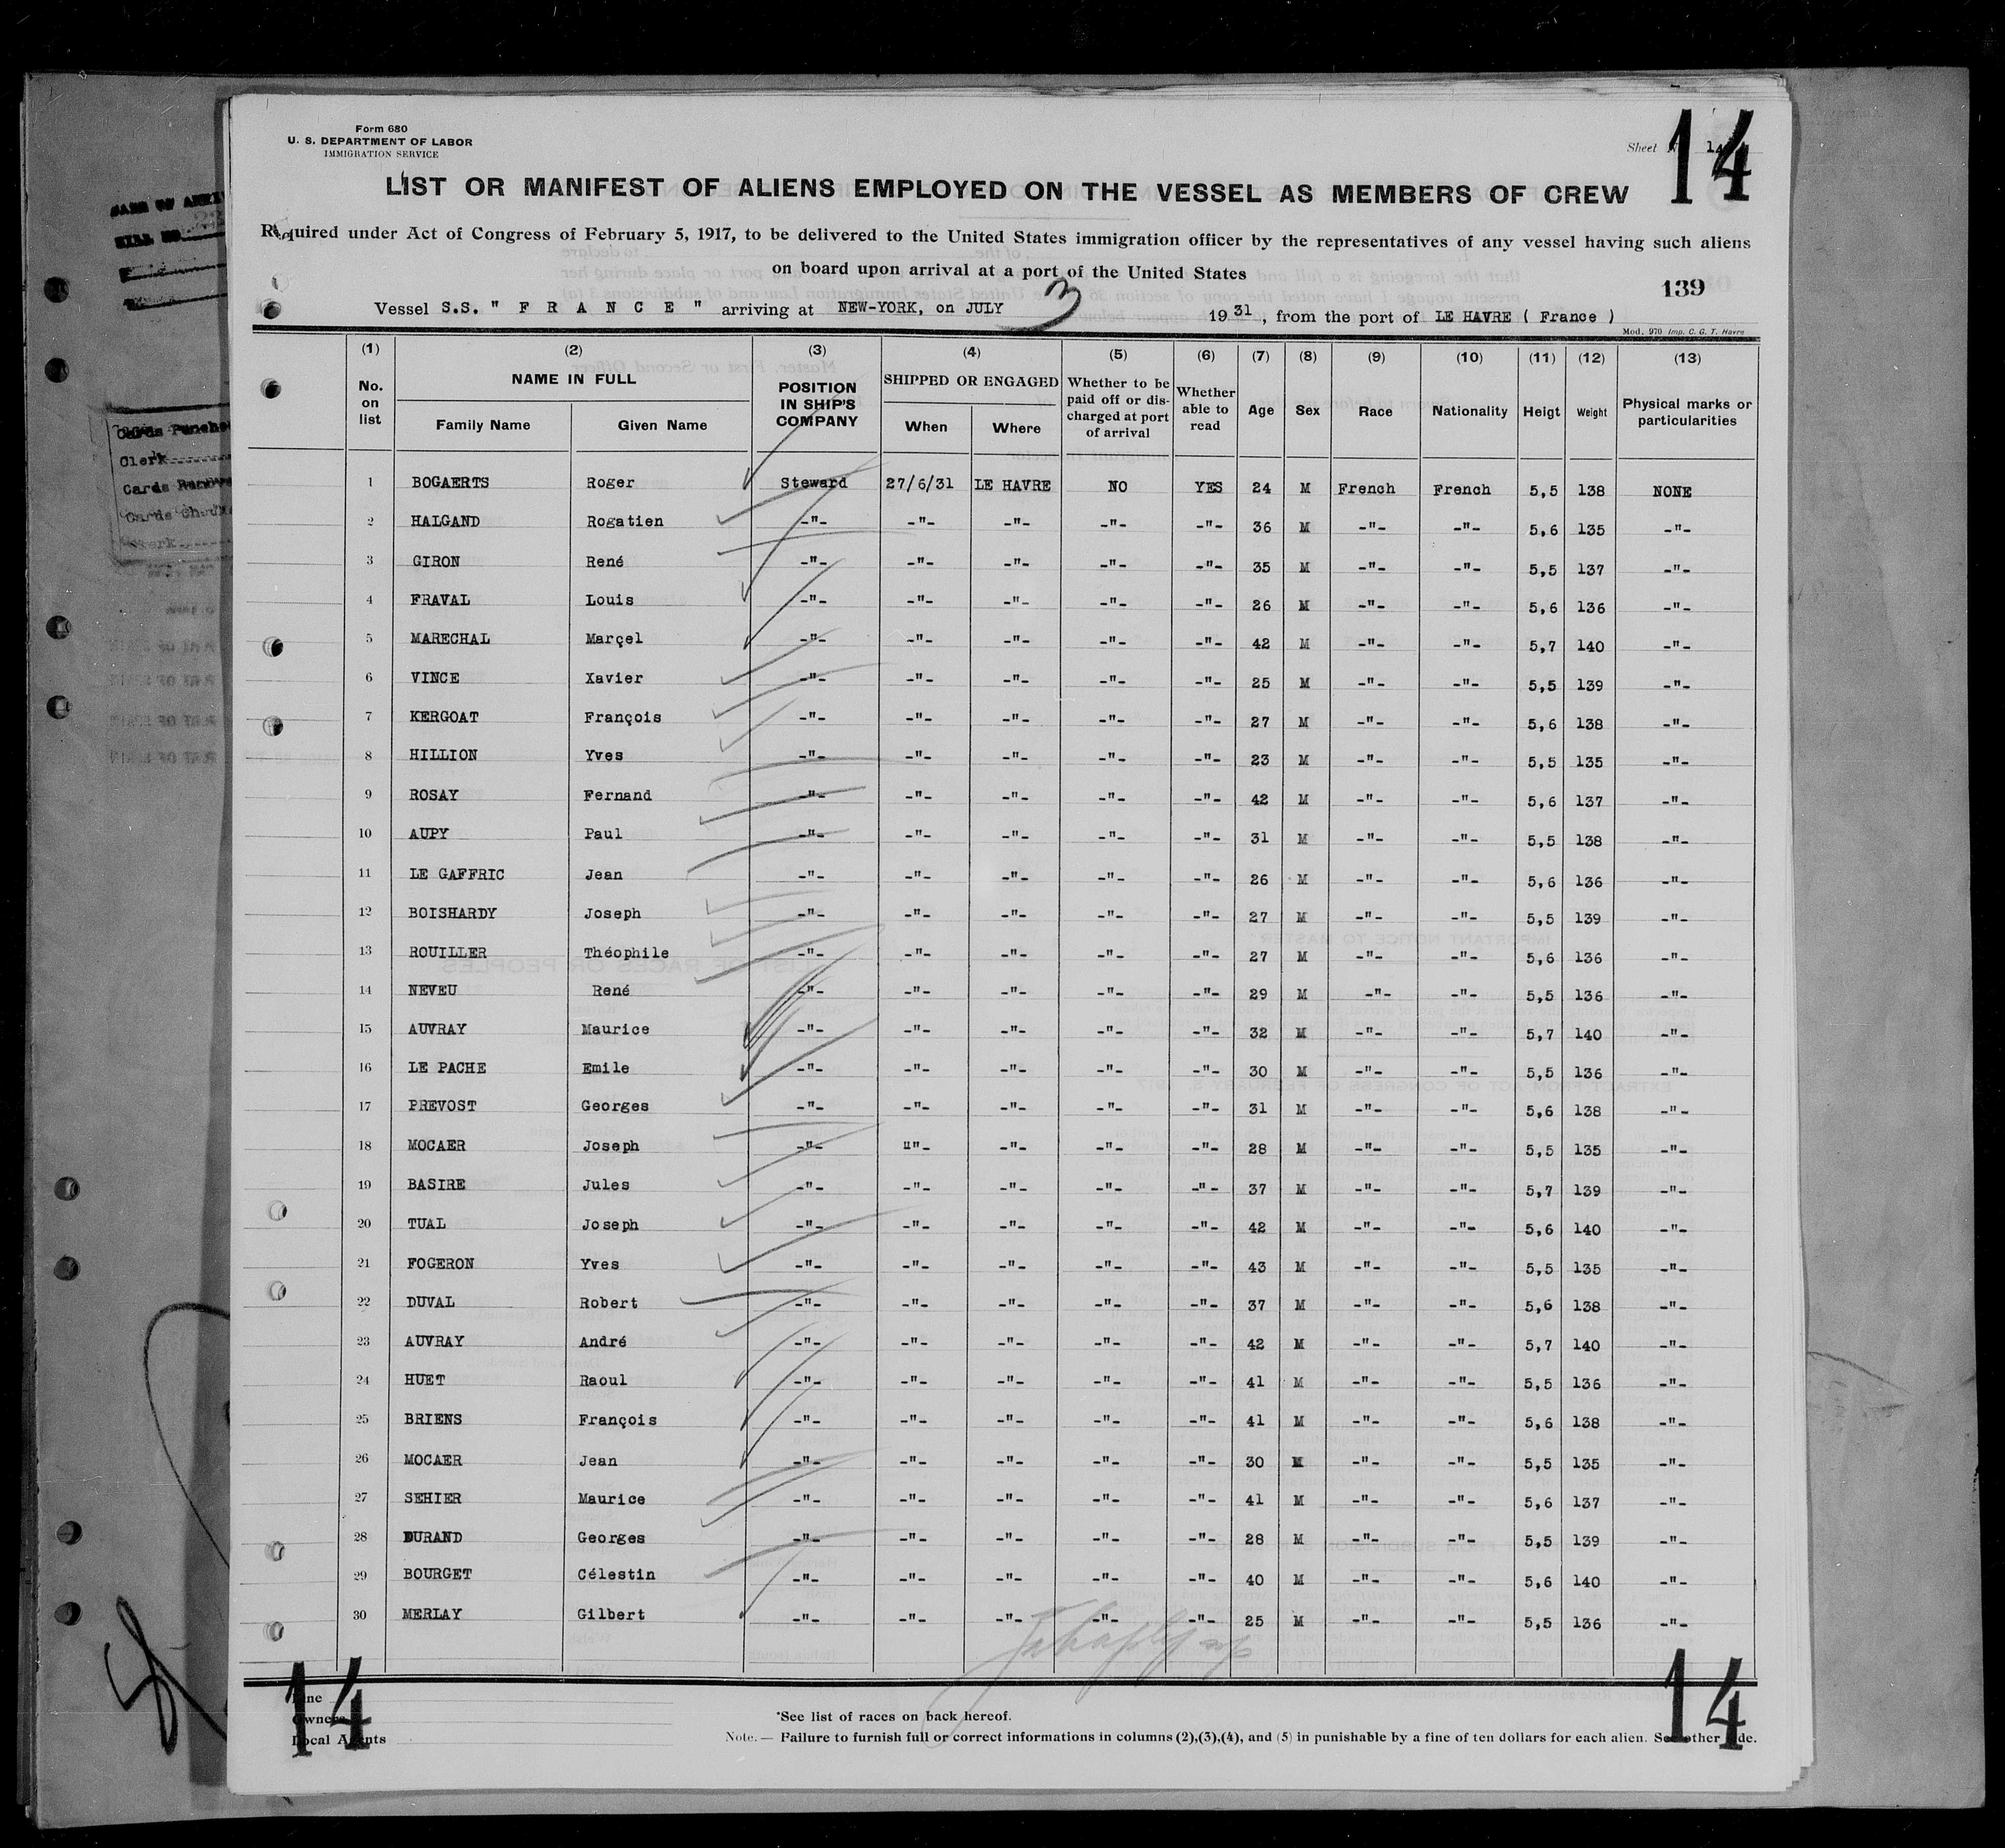 Form 680
U. S. DEPARTMENT OF LABOR
IMMIGRATION SERVICE
Sheet
14
LIST OR MANIFEST OF ALIENS EMPLOYED ON THE VESSEL AS MEMBERS OF CREW
Required under Act of Congress of February 5, 1917, to be delivered to the United States immigration officer by the representatives of any vessel having such aliens
on board upon arrival at a port of the United States
139
Vessel S.S. " F R A N C E " arriving at NEW-YORK, on JULY 3 1931, from the port of LE HAVRE ( France )
Mod. 970 Imp. C. G. T. Havre
(1) (2) (3) (4) (5) (6) (7) (8) (9) (10) (11) (12) (13)
No. on list NAME IN FULL Family Name Given Name POSITION IN SHIP'S COMPANY SHIPPED OR ENGAGED When Where Whether to be paid off or discharged at port of arrival Whether able to read Age Sex Race Nationality Heigt Weight Physical marks or particularities
1 BOGAERTS Roger Steward 27/6/31 LE HAVRE NO YES 24 M French French 5,5 138 NONE
2 HALGAND Rogatien -"- -"- -"- -"- -"- 36 M -"- -"- 5,6 135 -"-
3 GIRON René -"- -"- -"- -"- -"- 35 M -"- -"- 5,5 137 -"-
4 FRAVAL Louis -"- -"- -"- -"- -"- 26 M -"- -"- 5,6 136 -"-
5 MARECHAL Marçel -"- -"- -"- -"- -"- 42 M -"- -"- 5,7 140 -"-
6 VINCE Xavier -"- -"- -"- -"- -"- 25 M -"- -"- 5,5 139 -"-
7 KERGOAT François -"- -"- -"- -"- -"- 27 M -"- -"- 5,6 138 -"-
8 HILLION Yves -"- -"- -"- -"- -"- 23 M -"- -"- 5,5 135 -"-
9 ROSAY Fernand -"- -"- -"- -"- -"- 42 M -"- -"- 5,6 137 -"-
10 AUPY Paul -"- -"- -"- -"- -"- 31 M -"- -"- 5,5 138 -"-
11 LE GAFFRIC Jean -"- -"- -"- -"- -"- 26 M -"- -"- 5,6 136 -"-
12 BOISHARDY Joseph -"- -"- -"- -"- -"- 27 M -"- -"- 5,5 139 -"-
13 ROUILLER Théophile -"- -"- -"- -"- -"- 27 M -"- -"- 5,6 136 -"-
14 NEVEU René -"- -"- -"- -"- -"- 29 M -"- -"- 5,5 136 -"-
15 AUVRAY Maurice -"- -"- -"- -"- -"- 32 M -"- -"- 5,7 140 -"-
16 LE PACHE Emile -"- -"- -"- -"- -"- 30 M -"- -"- 5,5 136 -"-
17 PREVOST Georges -"- -"- -"- -"- -"- 31 M -"- -"- 5,6 138 -"-
18 MOCAER Joseph -"- ""- -"- -"- -"- 28 M -"- -"- 5,5 135 -"-
19 BASIRE Jules -"- -"- -"- -"- -"- 37 M -"- -"- 5,7 139 -"-
20 TUAL Joseph -"- -"- -"- -"- -"- 42 M -"- -"- 5,6 140 -"-
21 FOGERON Yves -"- -"- -"- -"- -"- 43 M -"- -"- 5,5 135 -"-
22 DUVAL Robert -"- -"- -"- -"- -"- 37 M -"- -"- 5,6 138 -"-
23 AUVRAY André -"- -"- -"- -"- -"- 42 M -"- -"- 5,7 140 -"-
24 HUET Raoul -"- -"- -"- -"- -"- 41 M -"- -"- 5,5 136 -"-
25 BRIENS François -"- -"- -"- -"- -"- 41 M -"- -"- 5,6 138 -"-
26 MOCAER Jean -"- -"- -"- -"- -"- 30 M -"- -"- 5,5 135 -"-
27 SEHIER Maurice -"- -"- -"- -"- -"- 41 M -"- -"- 5,6 137 -"-
28 DURAND Georges -"- -"- -"- -"- -"- 28 M -"- -"- 5,5 139 -"-
29 BOURGET Célestin -"- -"- -"- -"- -"- 40 M -"- -"- 5,6 140 -"-
30 MERLAY Gilbert -"- -"- -"- -"- -"- 25 M -"- -"- 5,5 136 -"-
14
14
Owners
Local Agents
*See list of races on back hereof.
Note. — Failure to furnish full or correct informations in columns (2),(3),(4), and (5) in punishable by a fine of ten dollars for each alien. See other side.
Cards Punched
Clerk
Cards
Cards